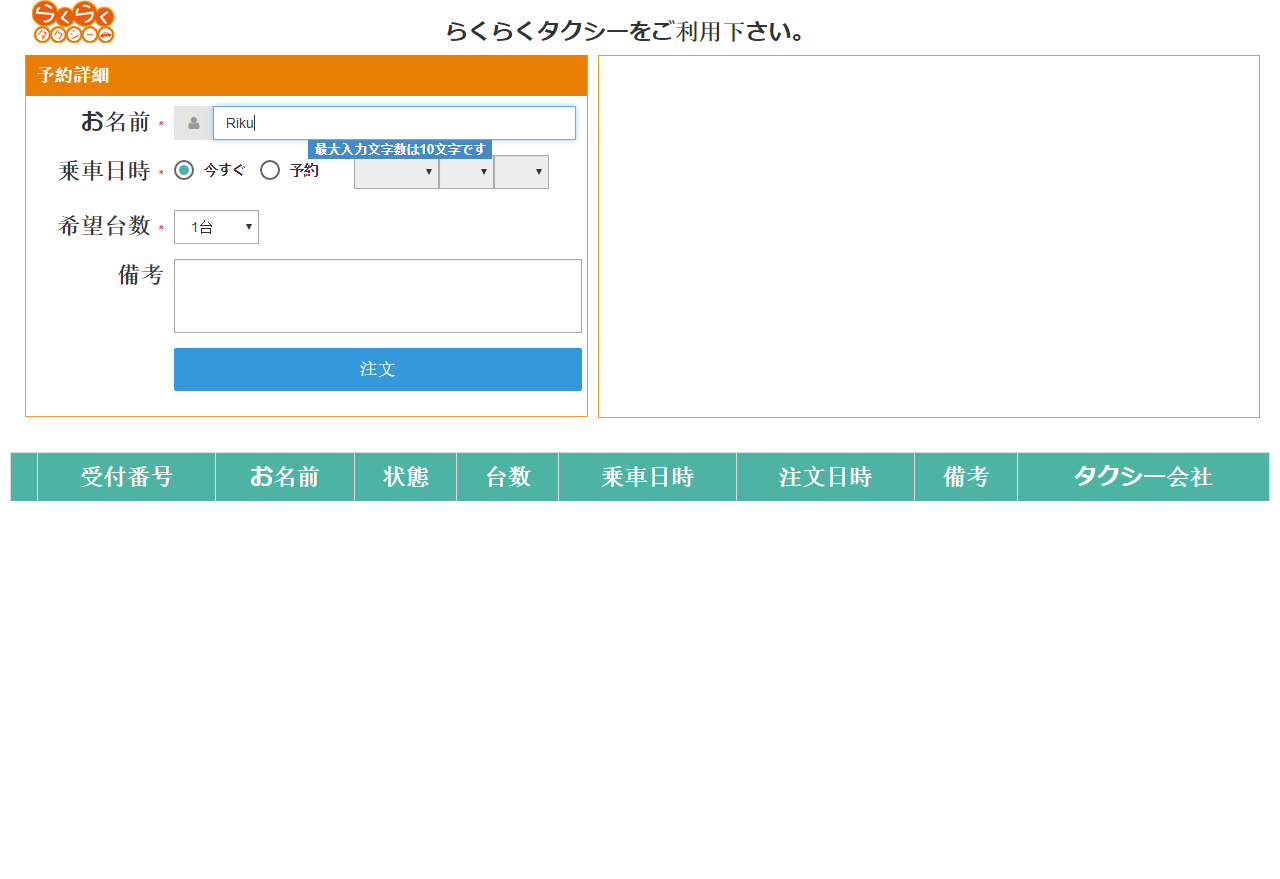 らくらく
タクシー
らくらくタクシーをご利用下さい。
予約詳細
お名前 *
Riku
最大入力文字数は10文字です
乗車日時 *
今すぐ
予約
希望台数 *
1台
備考
注文
受付番号 お名前 状態 台数 乗車日時 注文日時 備考 タクシー会社